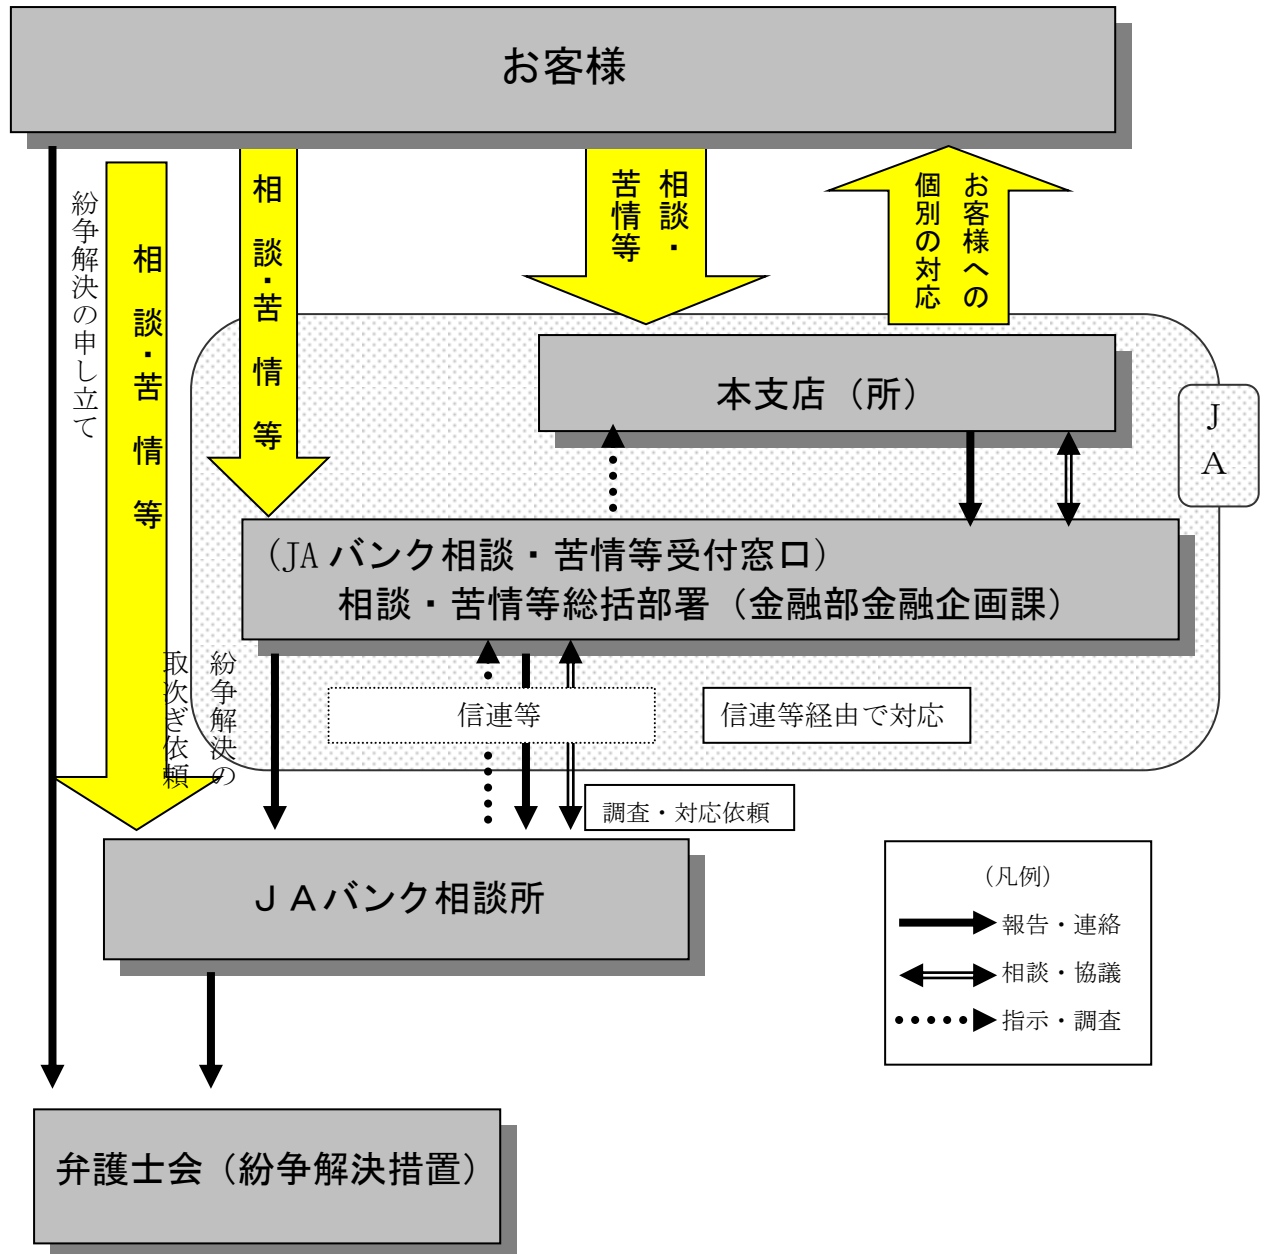 お客様
紛争解決の申し立て
相談・苦情等
相談・苦情等
相談・
苦情等
お客様への
個別の対応
本支店（所）
JA
（JAバンク相談・苦情等受付窓口）
相談・苦情等総括部署（金融部金融企画課）
紛争解決の
取次ぎ依頼
信連等
信連等経由で対応
調査・対応依頼
ＪＡバンク相談所
（凡例）
報告・連絡
相談・協議
指示・調査
弁護士会（紛争解決措置）